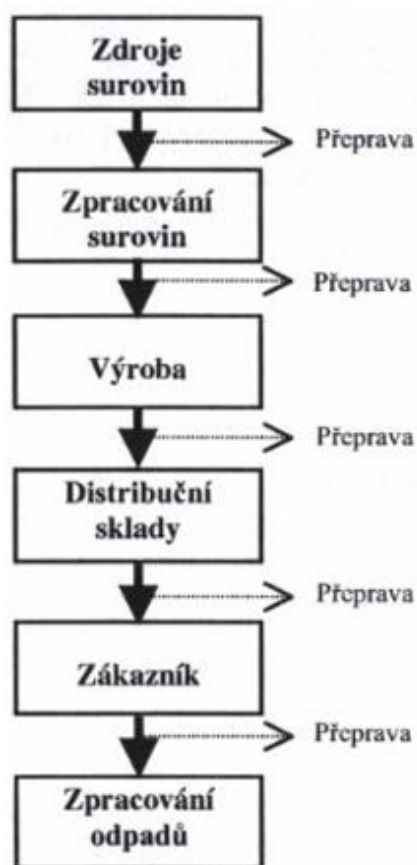 Zdroje
surovin
Přeprava
Zpracování
surovin
Přeprava
Výroba
Přeprava
Distribuční
sklady
Přeprava
Zákazník
Přeprava
Zpracování
odpadů